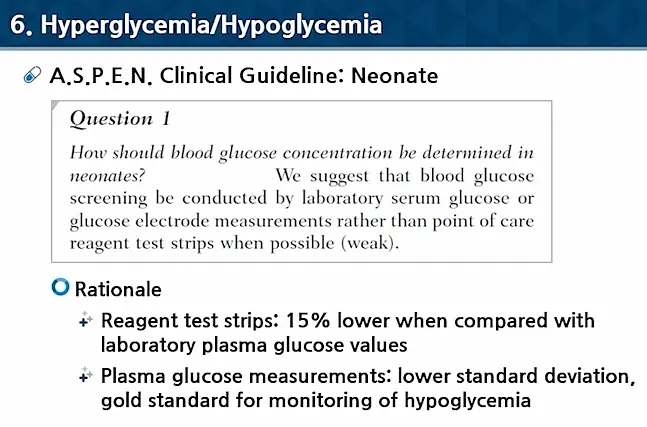 6. Hyperglycemia/Hypoglycemia
A.S.P.E.N. Clinical Guideline: Neonate
Question 1
How should blood glucose concentration be determined in
neonates? We suggest that blood glucose
screening be conducted by laboratory serum glucose or
glucose electrode measurements rather than point of care
reagent test strips when possible (weak).
Rationale
Reagent test strips: 15% lower when compared with
laboratory plasma glucose values
Plasma glucose measurements: lower standard deviation,
gold standard for monitoring of hypoglycemia